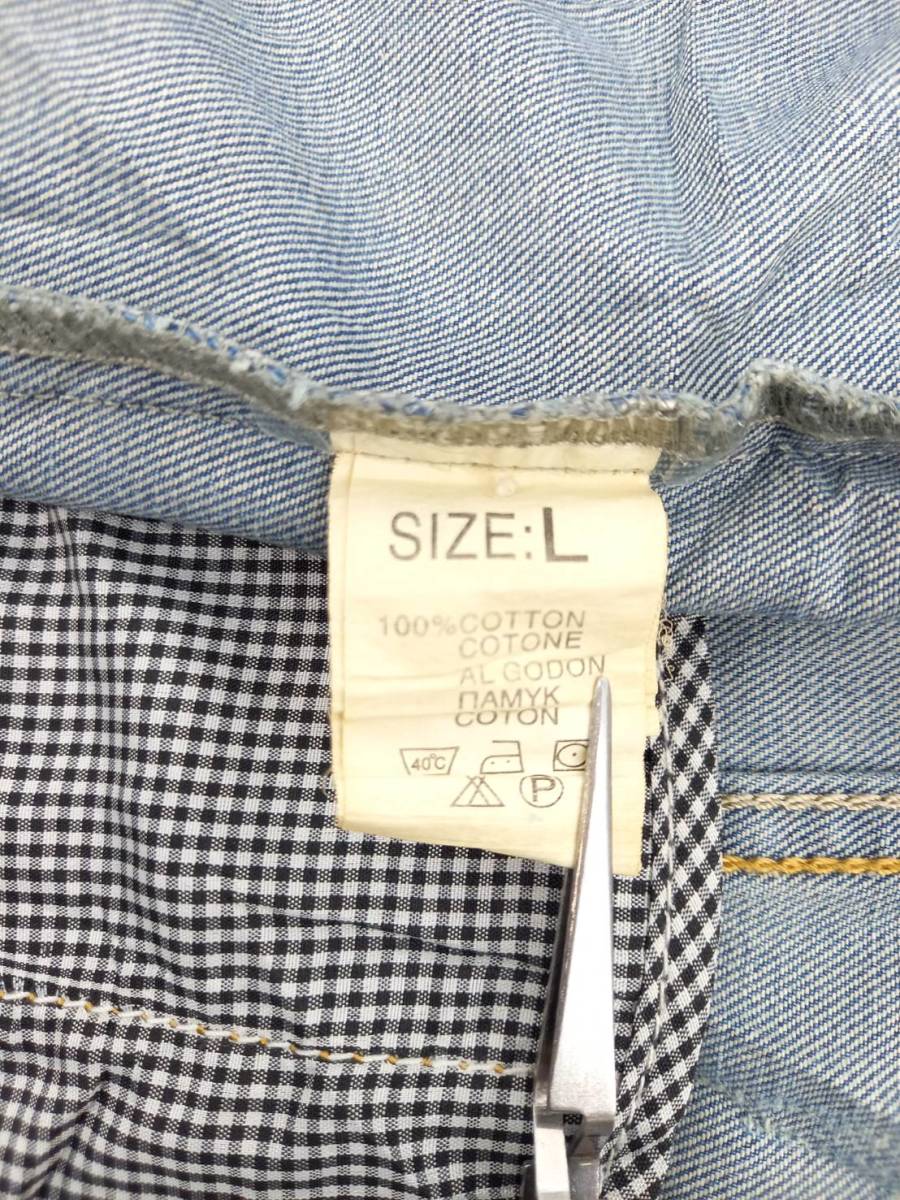 SIZE:L
100%COTTON
COTONE
ALGODON
ПАМУК
COTON
40°C
P